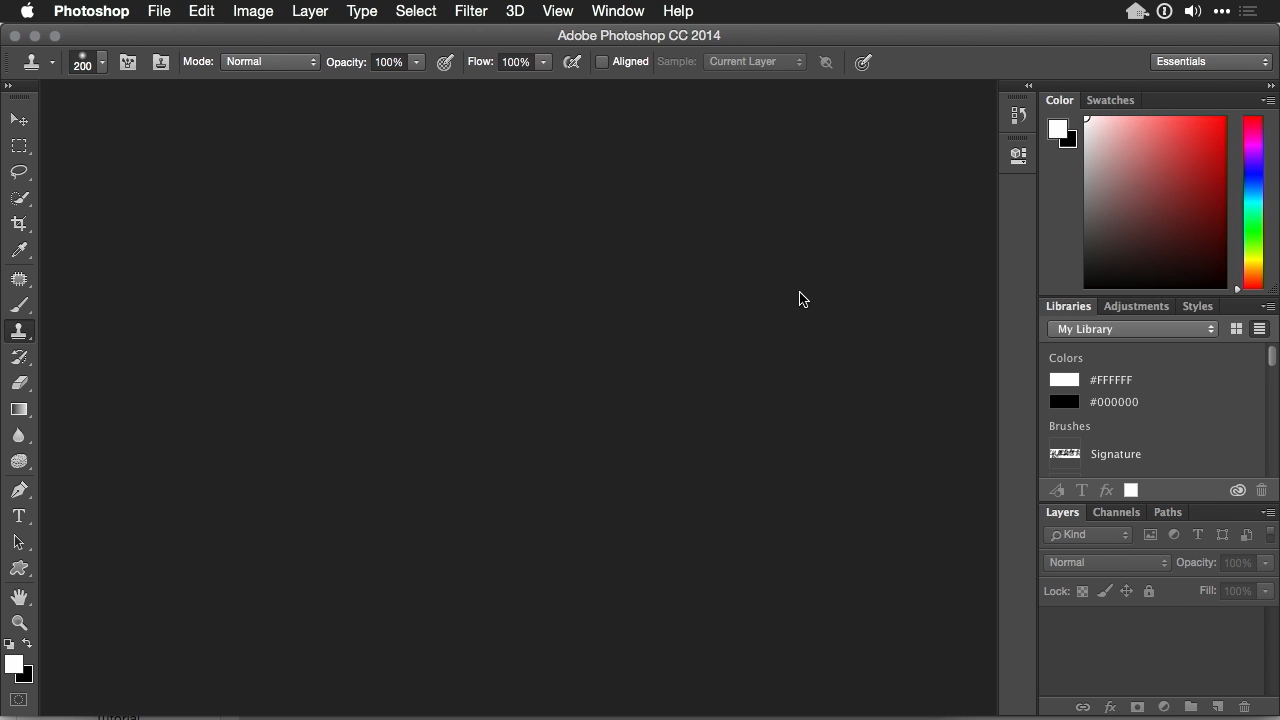 Photoshop File Edit Image Layer Type Select Filter 3D View Window Help
Adobe Photoshop CC 2014
200 Mode: Normal Opacity: 100% Flow: 100% Aligned Sample: Current Layer Essentials
Color Swatches
Libraries Adjustments Styles
My Library
Colors
#FFFFFF
#000000
Brushes
Signature
Layers Channels Paths
Kind
Normal Opacity: 100%
Lock: Fill: 100%
Tutorial